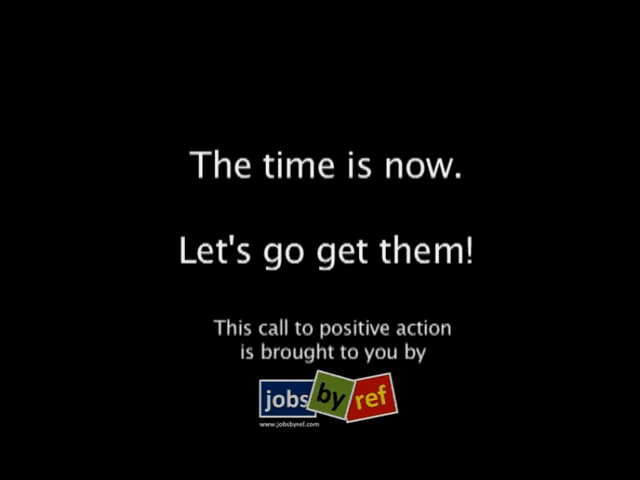 The time is now.
Let's go get them!
This call to positive action
is brought to you by
jobs by ref
www.jobsbyref.com